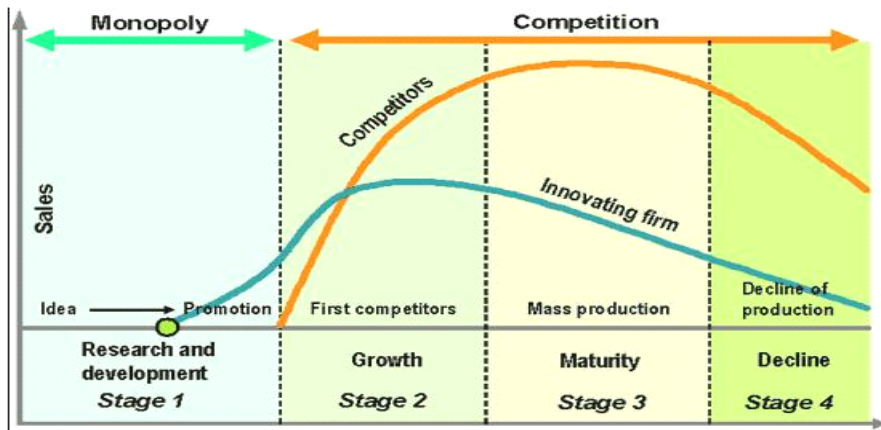 Monopoly
Competition
Competitors
Innovating firm
Sales
Idea
Promotion
First competitors
Mass production
Decline of
production
Research and
development
Growth
Maturity
Decline
Stage 1
Stage 2
Stage 3
Stage 4